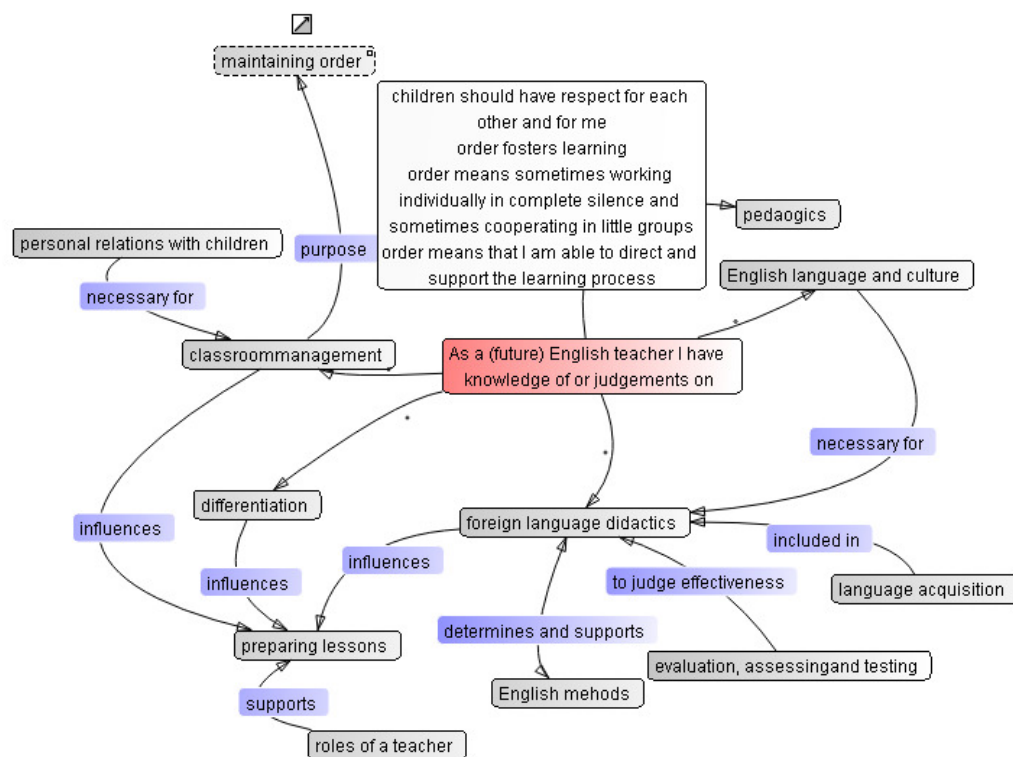 maintaining order
children should have respect for each
other and for me
order fosters learning
order means sometimes working
individually in complete silence and
sometimes cooperating in little groups
order means that I am able to direct and
support the learning process
pedaogics
personal relations with children
purpose
English language and culture
necessary for
classroommanagement
As a (future) English teacher I have
knowledge of or judgements on
necessary for
differentiation
influences
foreign language didactics
included in
influences
influences
to judge effectiveness
language acquisition
determines and supports
preparing lessons
evaluation, assessingand testing
English mehods
supports
roles of a teacher